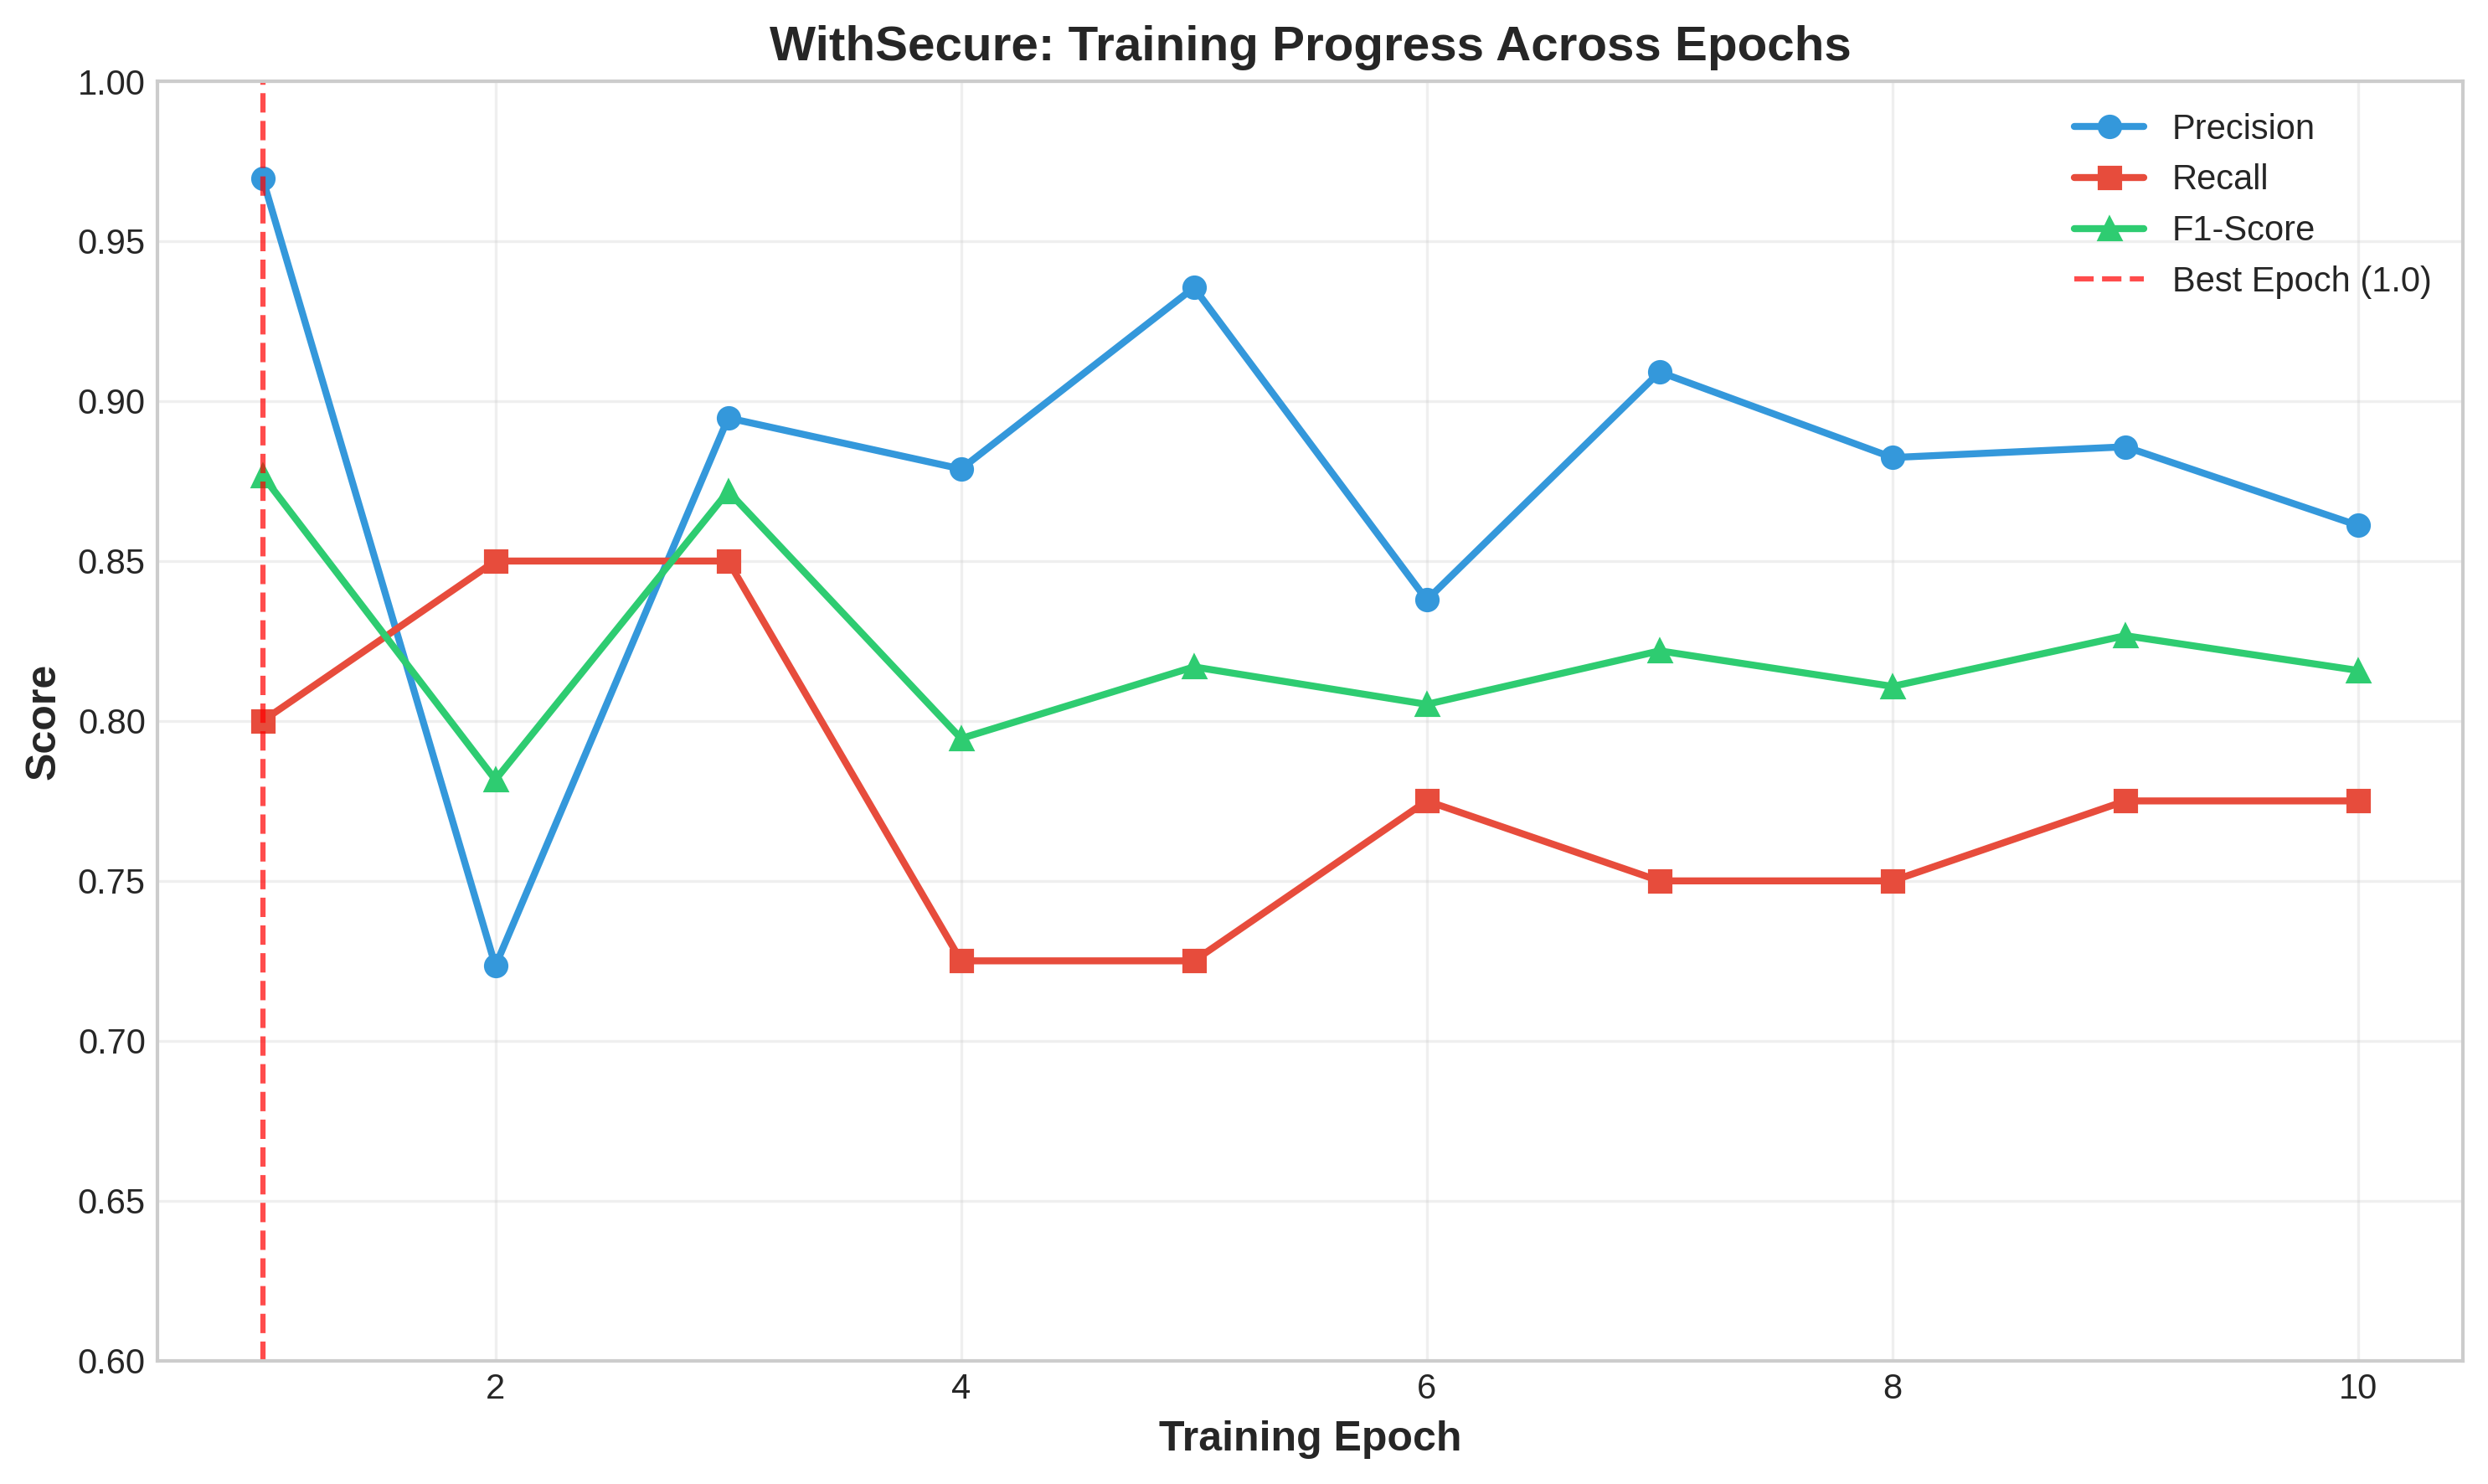 WithSecure: Training Progress Across Epochs
1.00
0.95
0.90
0.85
0.80
0.75
0.70
0.65
0.60
Score
Precision
Recall
F1-Score
Best Epoch (1.0)
2 4 6 8 10
Training Epoch